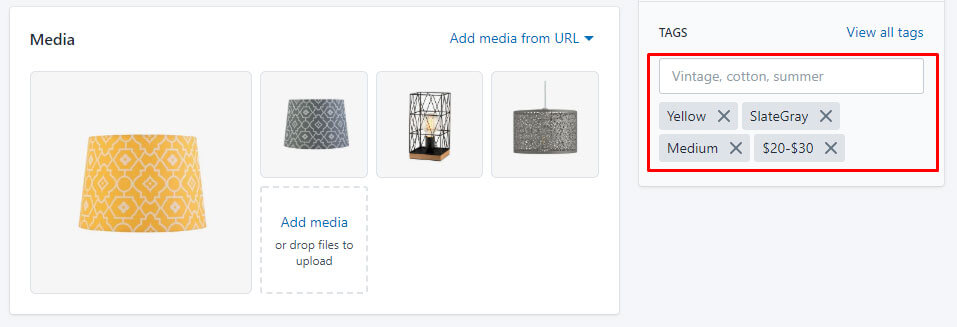 Media
Add media from URL
Add media
or drop files to
upload
TAGS
View all tags
Vintage, cotton, summer
Yellow
SlateGray
Medium
$20-$30